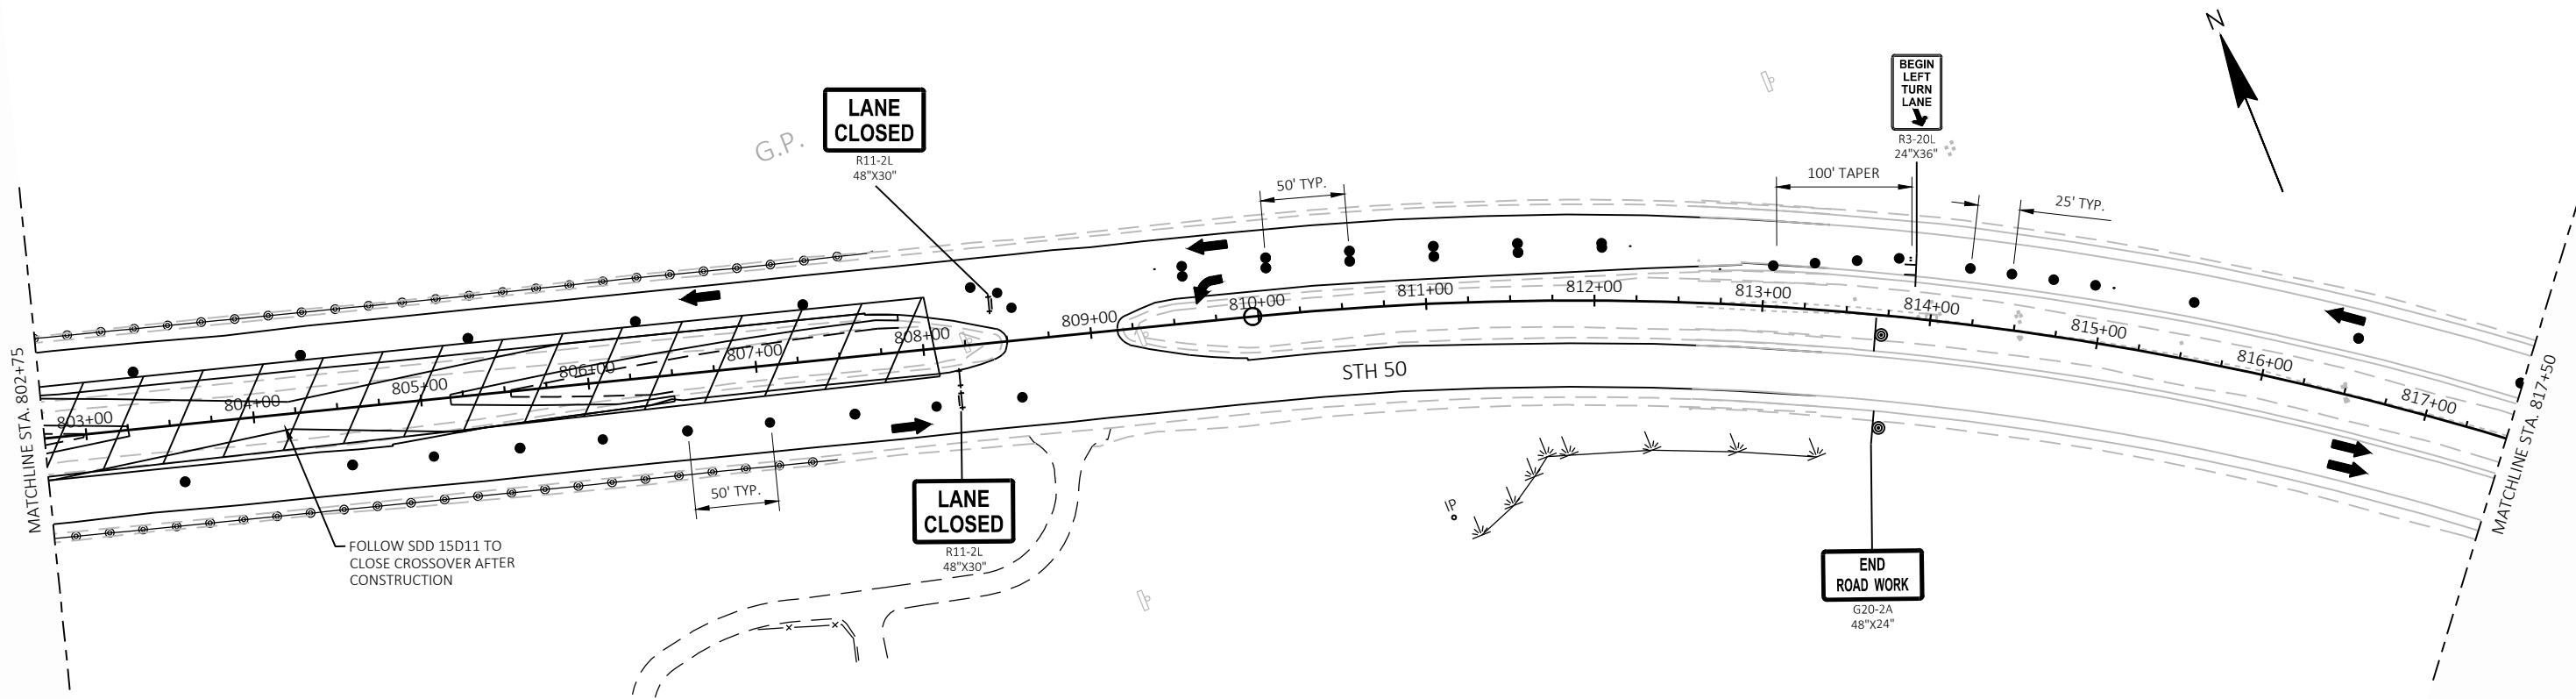 N
BEGIN
LEFT
TURN
LANE
R3-20L
24"X36"
LANE
CLOSED
R11-2L
48"X30"
G.P.
50' TYP.
100' TAPER
25' TYP.
MATCHLINE STA. 802+75
803+00
804+00
805+00
806+00
807+00
808+00
809+00
810+00
811+00
812+00
813+00
814+00
815+00
816+00
817+00
MATCHLINE STA. 817+50
STH 50
50' TYP.
LANE
CLOSED
R11-2L
48"X30"
IP
FOLLOW SDD 15D11 TO
CLOSE CROSSOVER AFTER
CONSTRUCTION
END
ROAD WORK
G20-2A
48"X24"